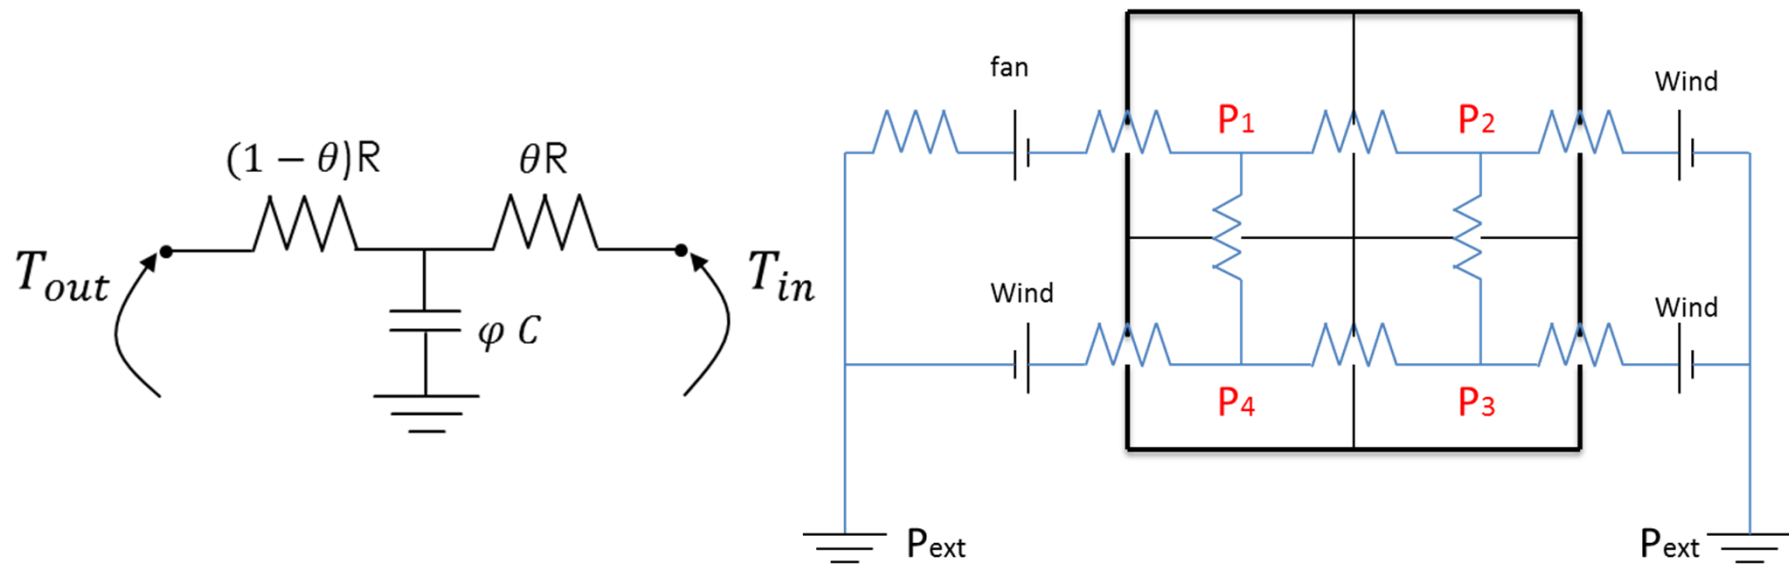 (1 − θ)R
θR
T_out
T_in
φ C
fan
Wind
P1
P2
Wind
Wind
P4
P3
Pext
Pext